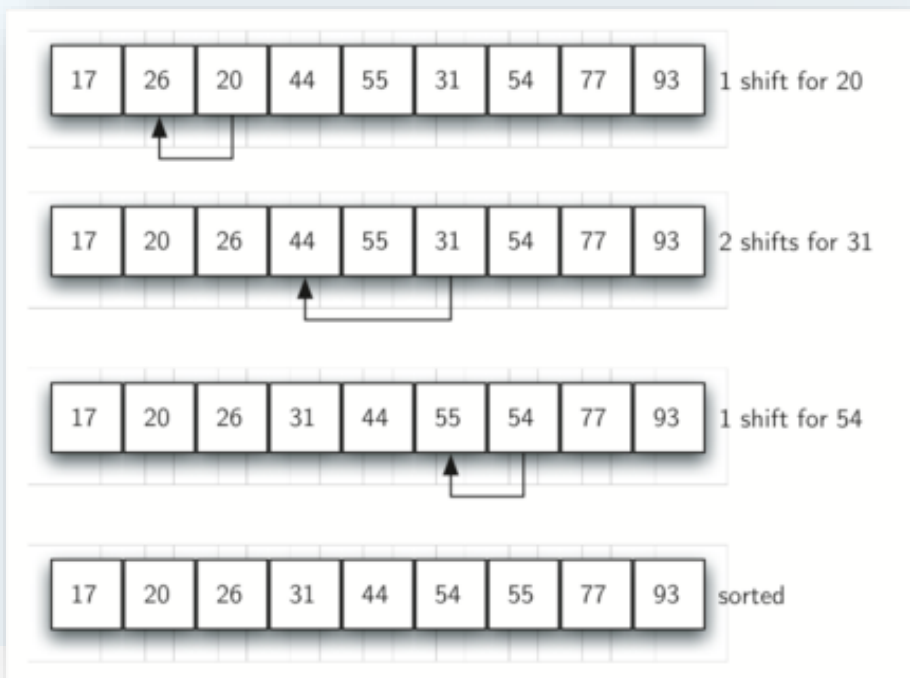 17 26 20 44 55 31 54 77 93 1 shift for 20
17 20 26 44 55 31 54 77 93 2 shifts for 31
17 20 26 31 44 55 54 77 93 1 shift for 54
17 20 26 31 44 54 55 77 93 sorted